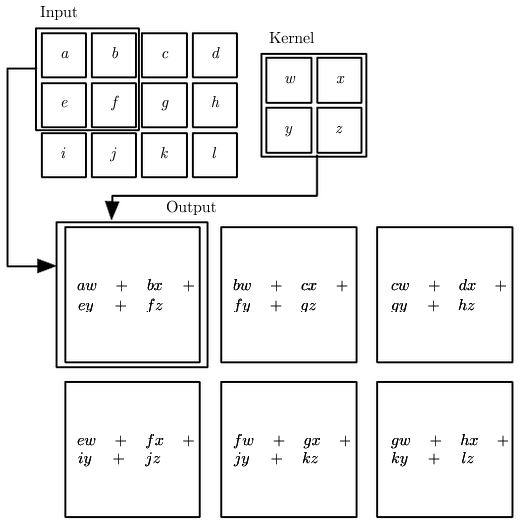 Input
a b c d
Kernel
w x
e f g h
y z
i j k l
Output
aw + bx +
ey + fz
bw + cx +
fy + gz
cw + dx +
gy + hz
ew + fx +
iy + jz
fw + gx +
jy + kz
gw + hx +
ky + lz